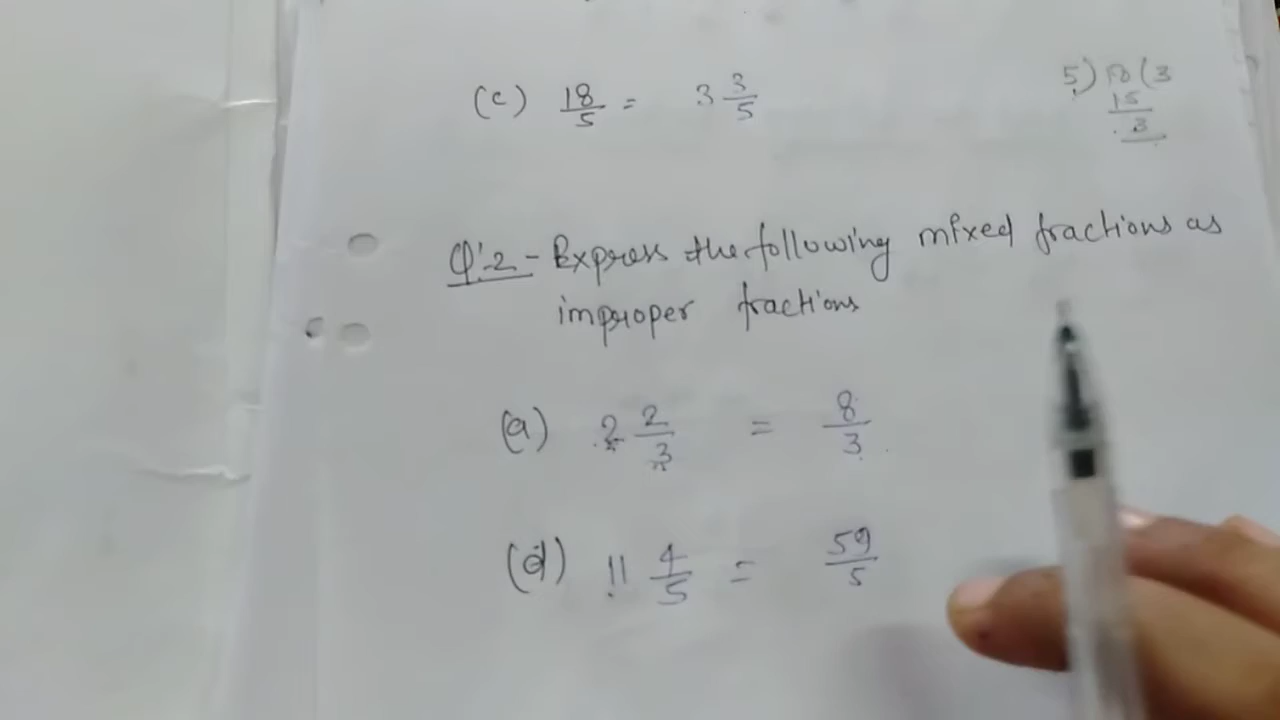 (c) 18/5 = 3 3/5
5) 18 (3
15
3
Q.2 - Express the following mixed fractions as
improper fractions
(a) 2 2/3 = 8/3
(d) 11 4/5 = 59/5